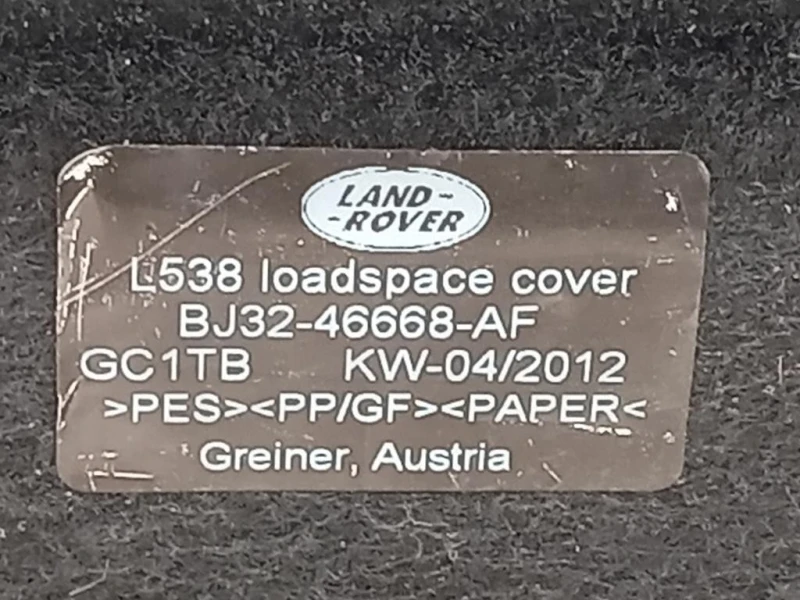 LAND-
-ROVER
L538 loadspace cover
BJ32-46668-AF
GC1TB KW-04/2012
>PES><PP/GF><PAPER<
Greiner, Austria